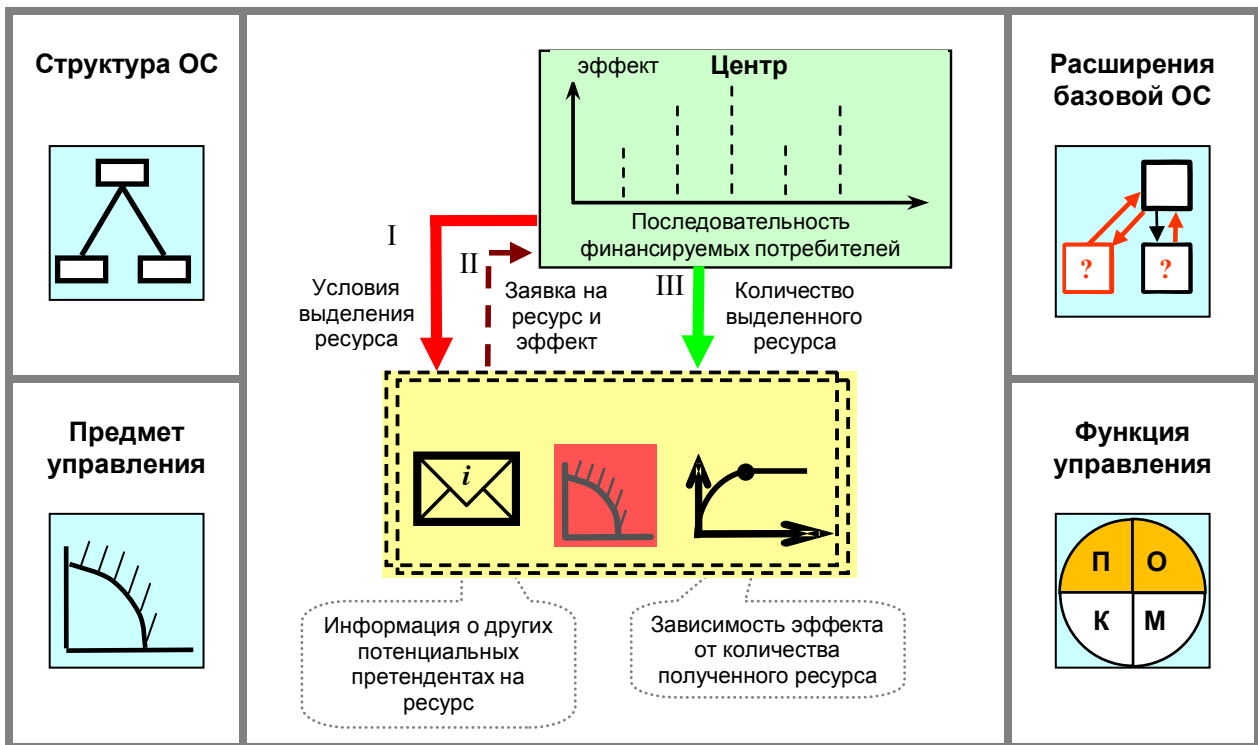 Структура ОС
Предмет
управления
эффект
Центр
Последовательность
финансируемых потребителей
I
II
III
Условия
выделения
ресурса
Заявка на
ресурс и
эффект
Количество
выделенного
ресурса
i
Информация о других
потенциальных
претендентах на
ресурс
Зависимость эффекта
от количества
полученного ресурса
Расширения
базовой ОС
? ?
Функция
управления
П О
К М